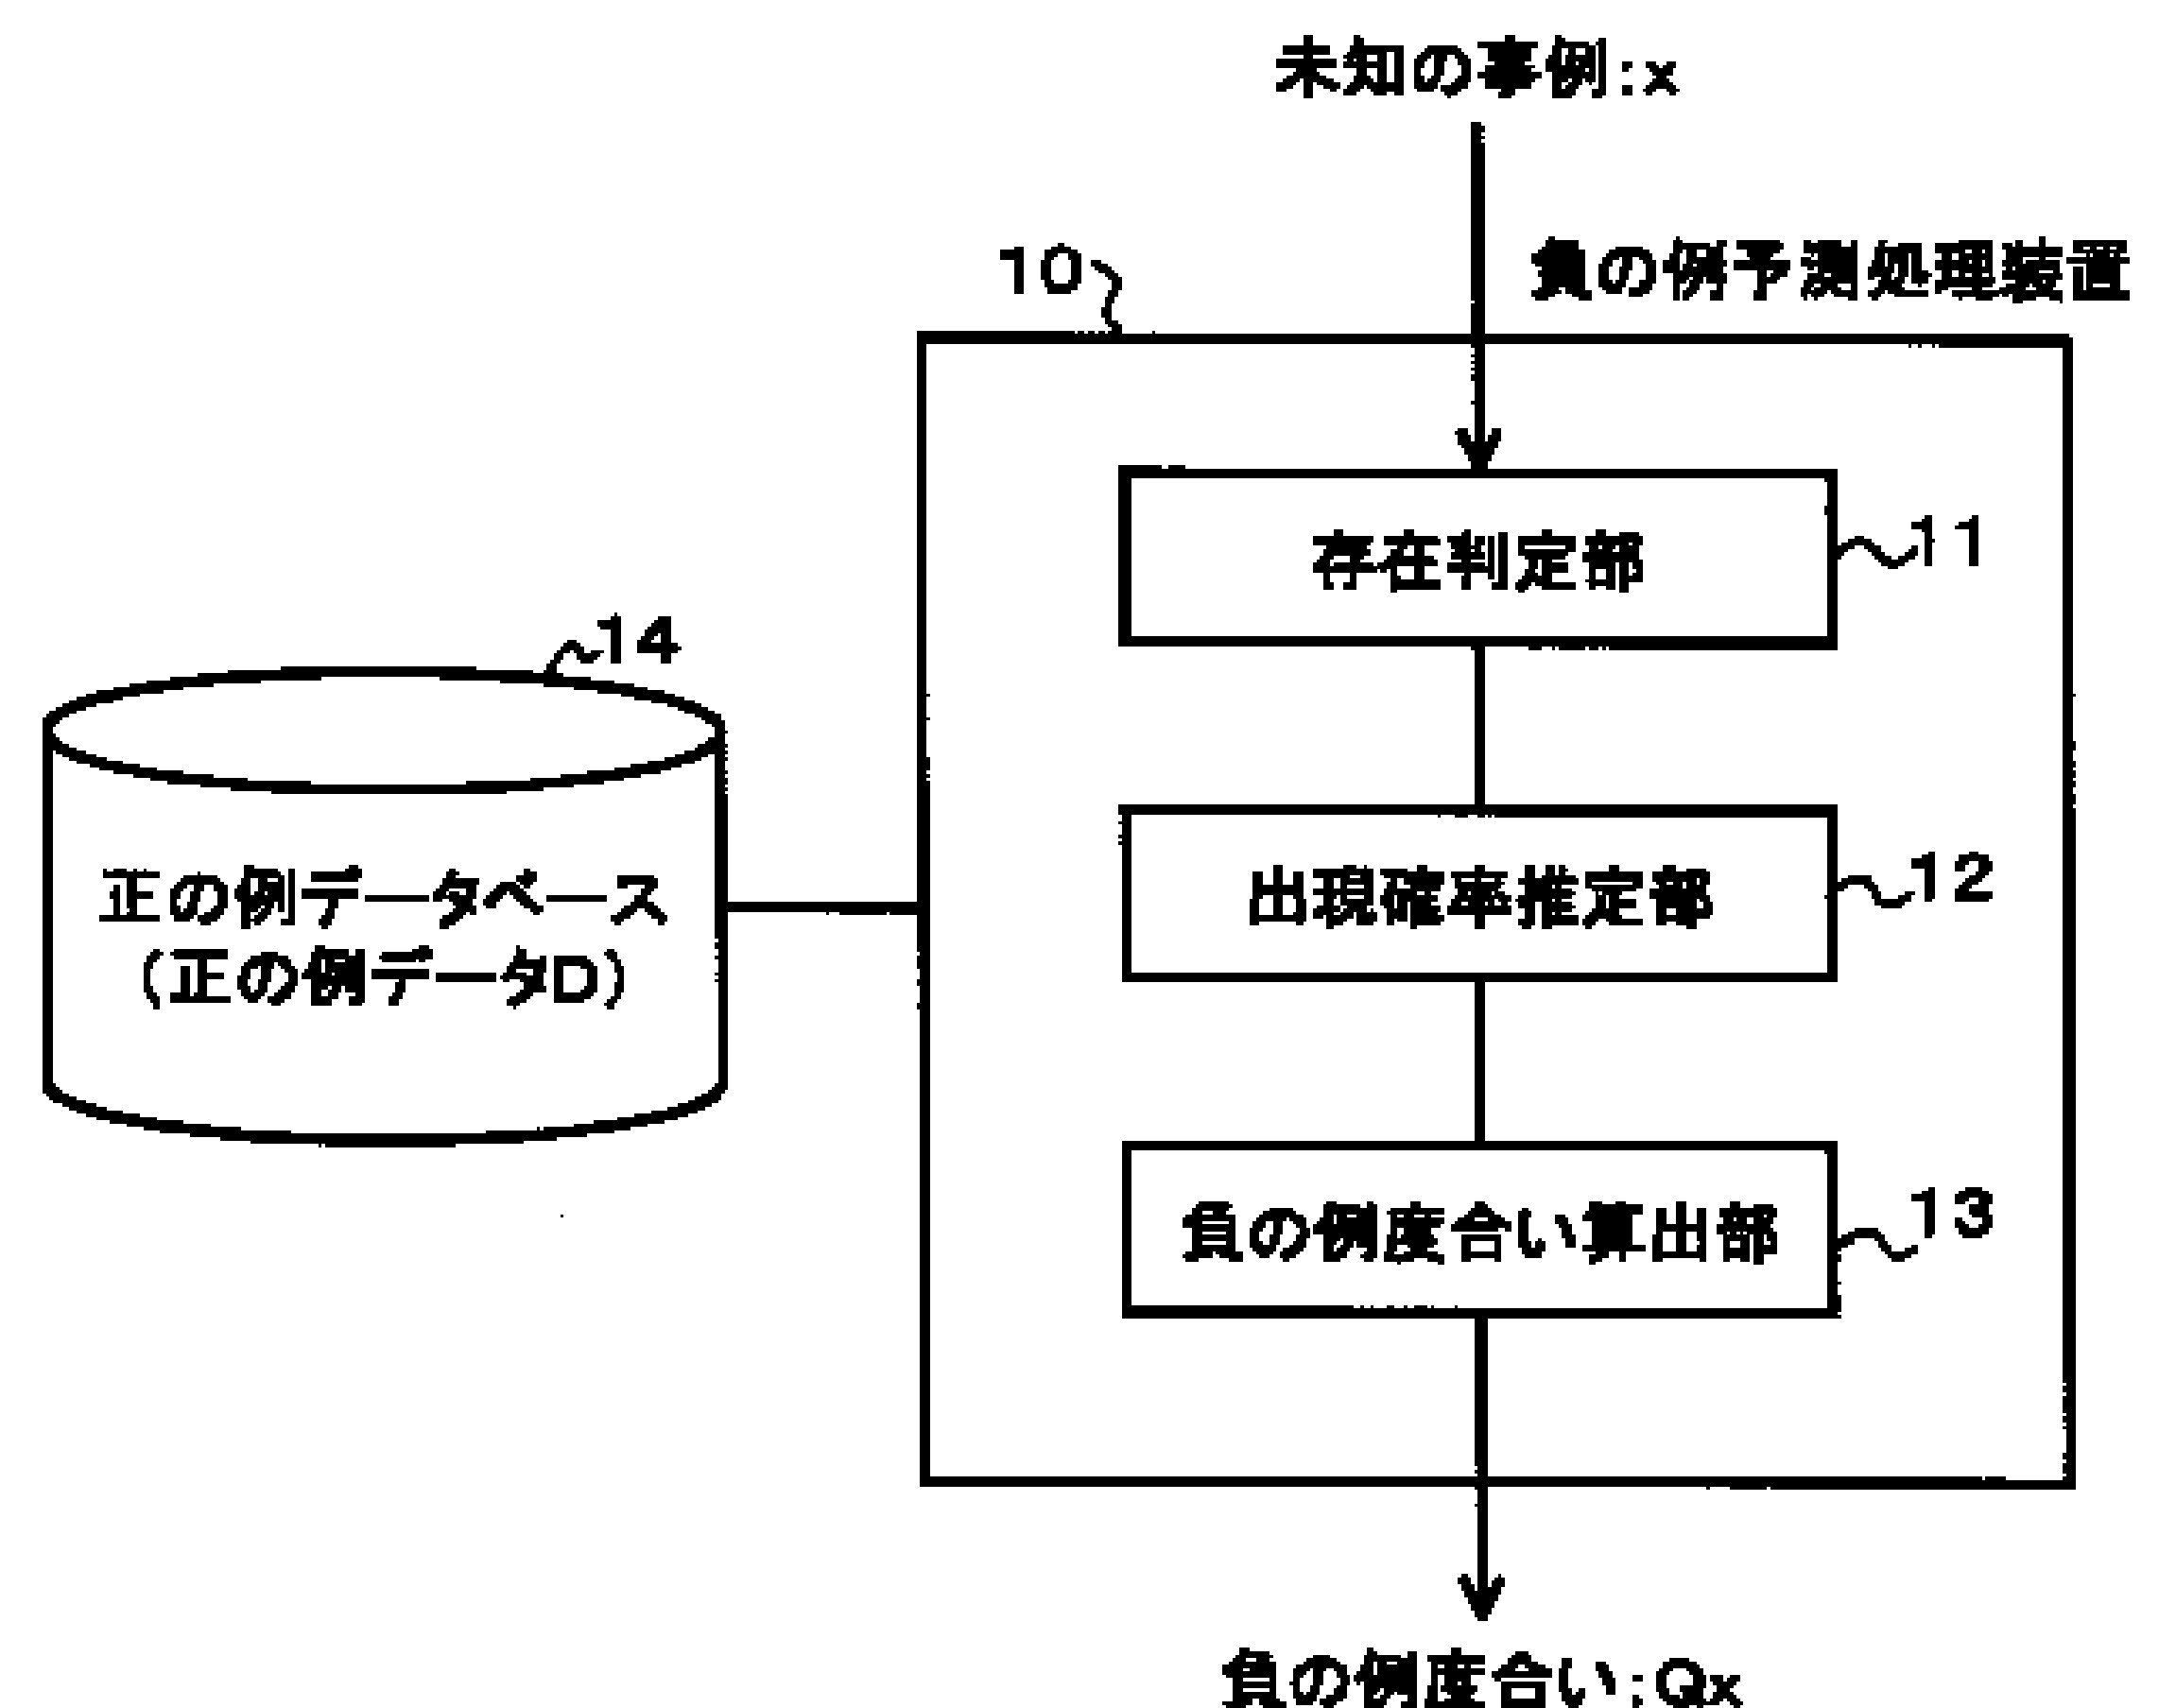 未知の事例:x
10
負の例予測処理装置
存在判定部
11
14
正の例データベース
(正の例データD)
出現確率推定部
12
負の例度合い算出部
13
負の例度合い:Qx